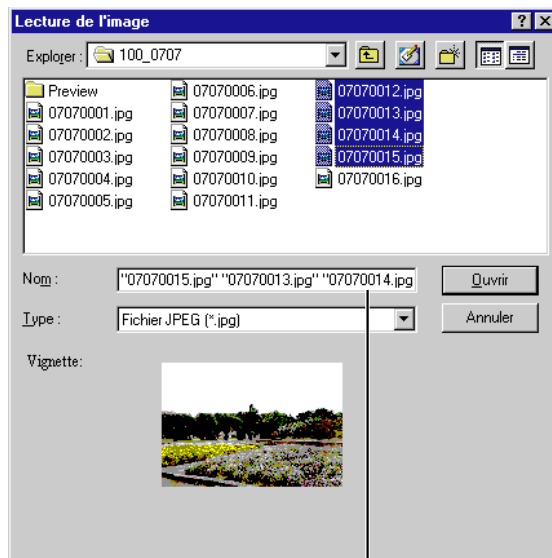 Lecture de l'image
Explorer : 100_0707
Preview
07070001.jpg
07070002.jpg
07070003.jpg
07070004.jpg
07070005.jpg
07070006.jpg
07070007.jpg
07070008.jpg
07070009.jpg
07070010.jpg
07070011.jpg
07070012.jpg
07070013.jpg
07070014.jpg
07070015.jpg
07070016.jpg
Nom : "07070015.jpg" "07070013.jpg" "07070014.jpg Ouvrir
Type : Fichier JPEG (*.jpg) Annuler
Vignette: